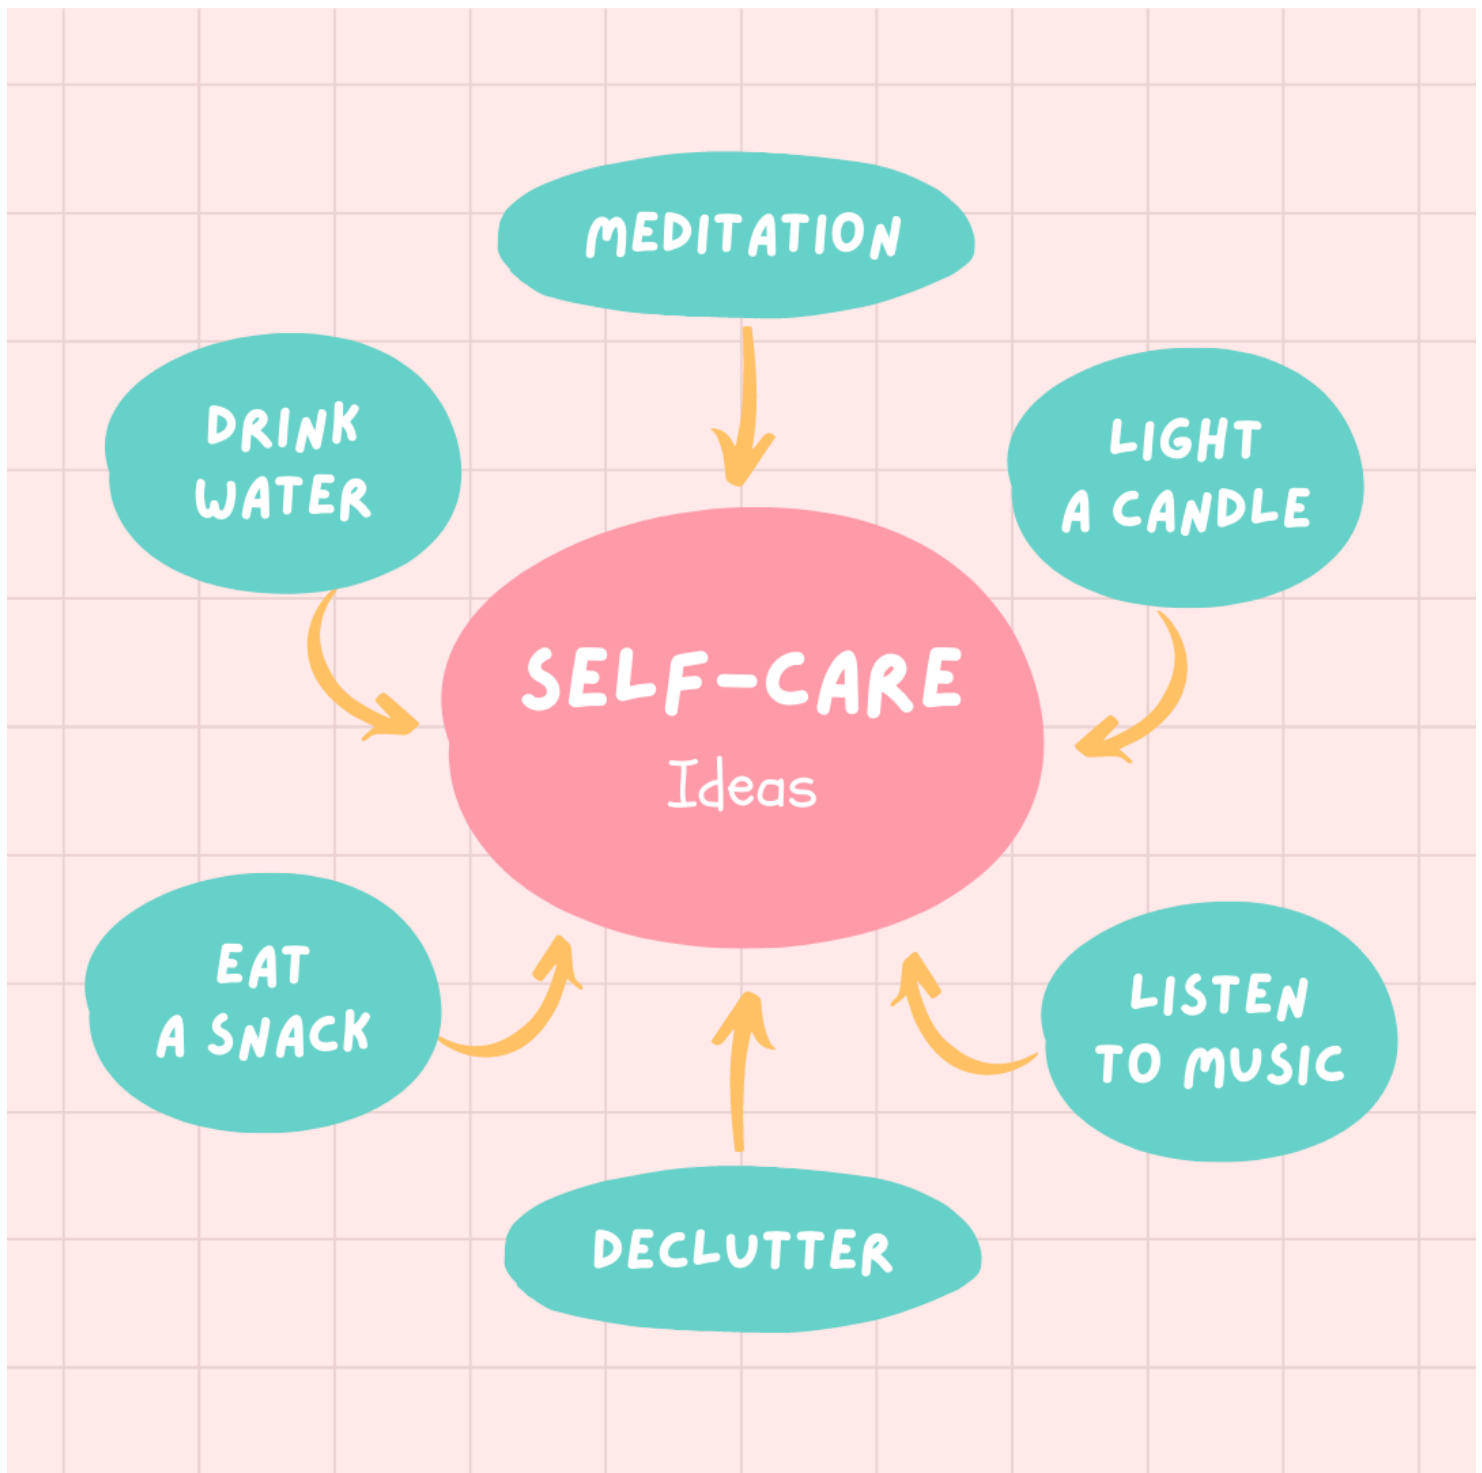 MEDITATION
DRINK
WATER
LIGHT
A CANDLE
SELF-CARE
Ideas
EAT
A SNACK
LISTEN
TO MUSIC
DECLUTTER